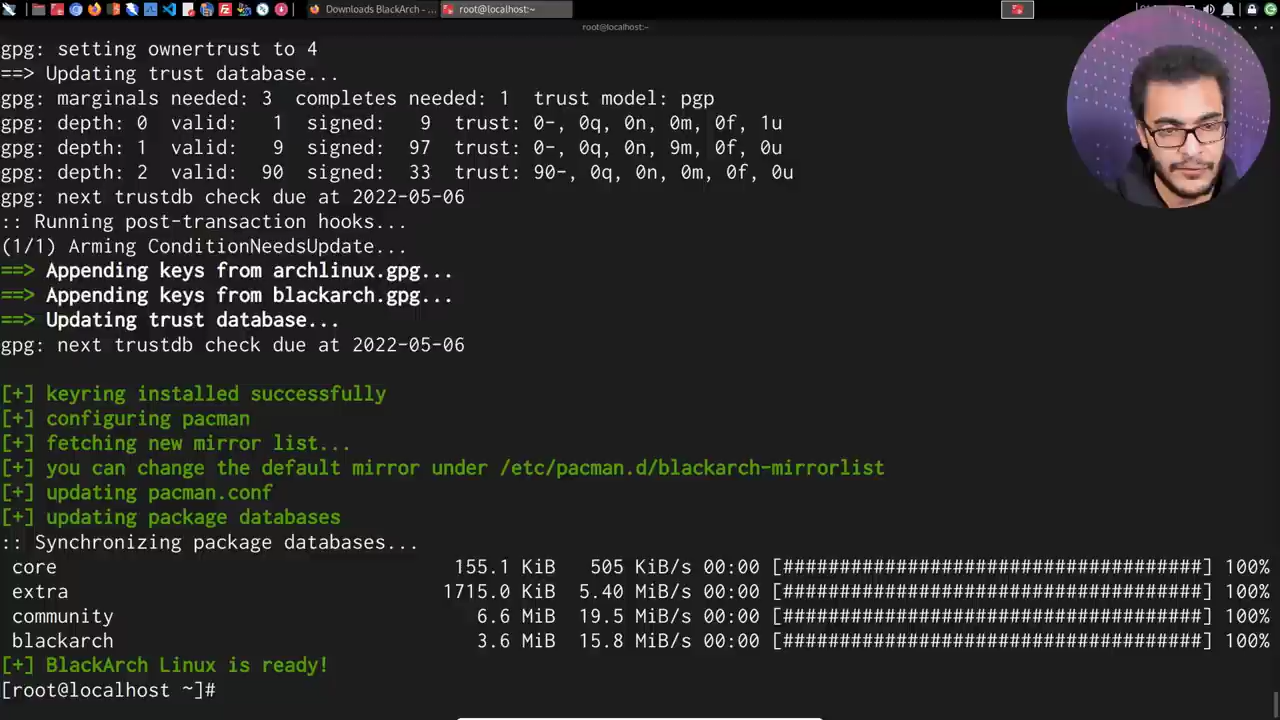 Downloads BlackArch - ...
root@localhost:~
root@localhost:~
gpg: setting ownertrust to 4
==> Updating trust database...
gpg: marginals needed: 3  completes needed: 1  trust model: pgp
gpg: depth: 0  valid:   1  signed:   9  trust: 0-, 0q, 0n, 0m, 0f, 1u
gpg: depth: 1  valid:   9  signed:  97  trust: 0-, 0q, 0n, 9m, 0f, 0u
gpg: depth: 2  valid:  90  signed:  33  trust: 90-, 0q, 0n, 0m, 0f, 0u
gpg: next trustdb check due at 2022-05-06
:: Running post-transaction hooks...
(1/1) Arming ConditionNeedsUpdate...
==> Appending keys from archlinux.gpg...
==> Appending keys from blackarch.gpg...
==> Updating trust database...
gpg: next trustdb check due at 2022-05-06
[+] keyring installed successfully
[+] configuring pacman
[+] fetching new mirror list...
[+] you can change the default mirror under /etc/pacman.d/blackarch-mirrorlist
[+] updating pacman.conf
[+] updating package databases
:: Synchronizing package databases...
core 155.1 KiB 505 KiB/s 00:00 [#####################################] 100%
extra 1715.0 KiB 5.40 MiB/s 00:00 [#####################################] 100%
community 6.6 MiB 19.5 MiB/s 00:00 [#####################################] 100%
blackarch 3.6 MiB 15.8 MiB/s 00:00 [#####################################] 100%
[+] BlackArch Linux is ready!
[root@localhost ~]#